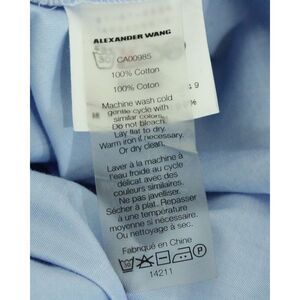 ALEXANDER WANG
CA00985
100% Cotton
100% Cotton
Machine wash cold
gentle cycle with
similar colors.
Do not bleach.
Lay flat to dry.
Warm iron if necessary.
Or dry clean.
Laver à la machine à
l'eau froide au cycle
délicat avec des
couleurs similaires.
Ne pas javelliser.
Sécher à plat. Repasser
à une température
moyenne si nécessaire.
Ou nettoyage à sec.
Fabriqué en Chine
14211